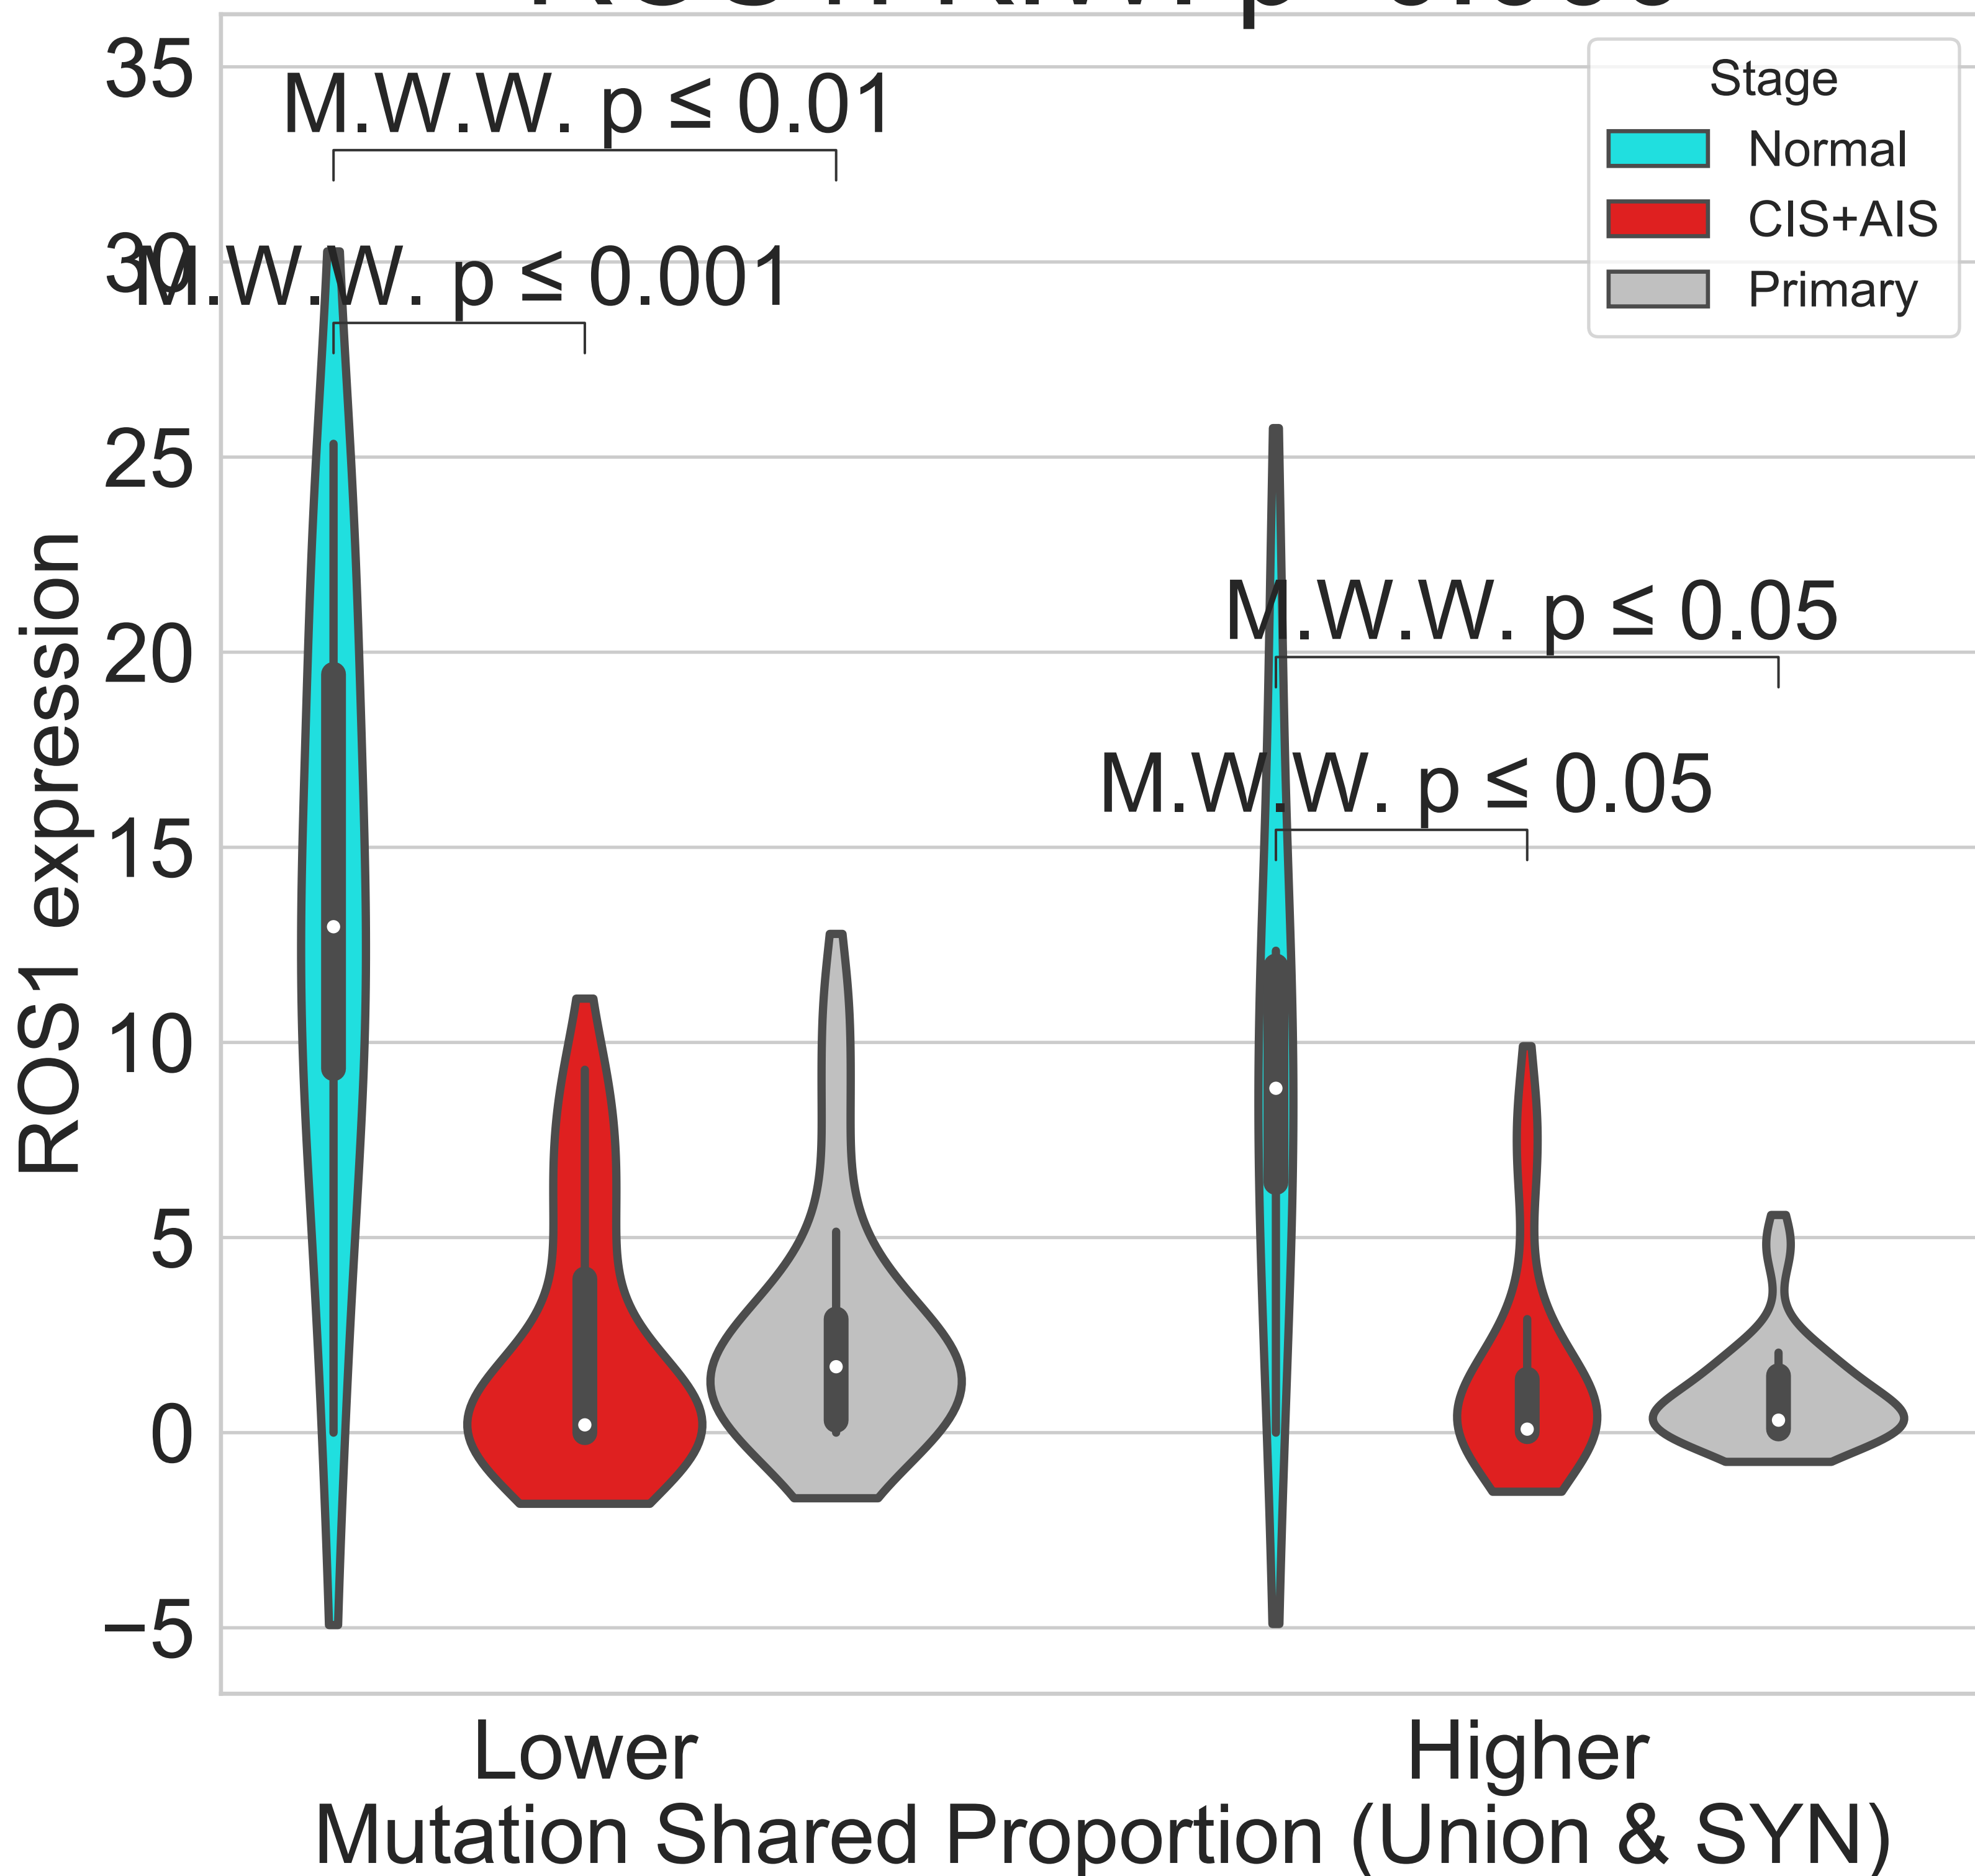 35
30
25
20
15
10
5
0
−5
ROS1 expression
M.W.W. p ≤ 0.01
M.W.W. p ≤ 0.001
M.W.W. p ≤ 0.05
M.W.W. p ≤ 0.05
Stage
Normal
CIS+AIS
Primary
Lower
Higher
Mutation Shared Proportion (Union & SYN)